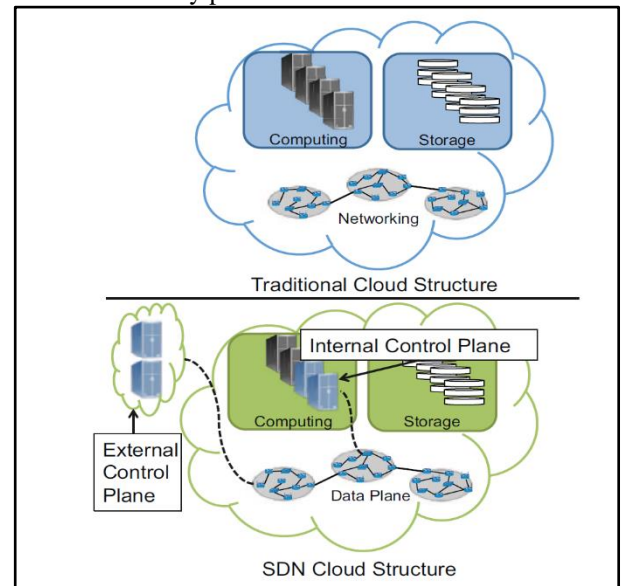 Computing
Storage
Networking
Traditional Cloud Structure
Internal Control Plane
Computing
Storage
External
Control
Plane
Data Plane
SDN Cloud Structure